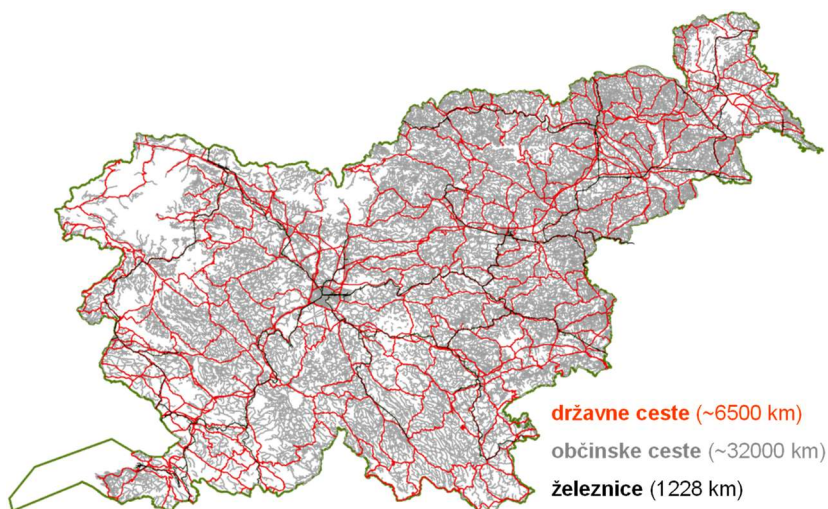 državne ceste (~6500 km)
občinske ceste (~32000 km)
železnice (1228 km)